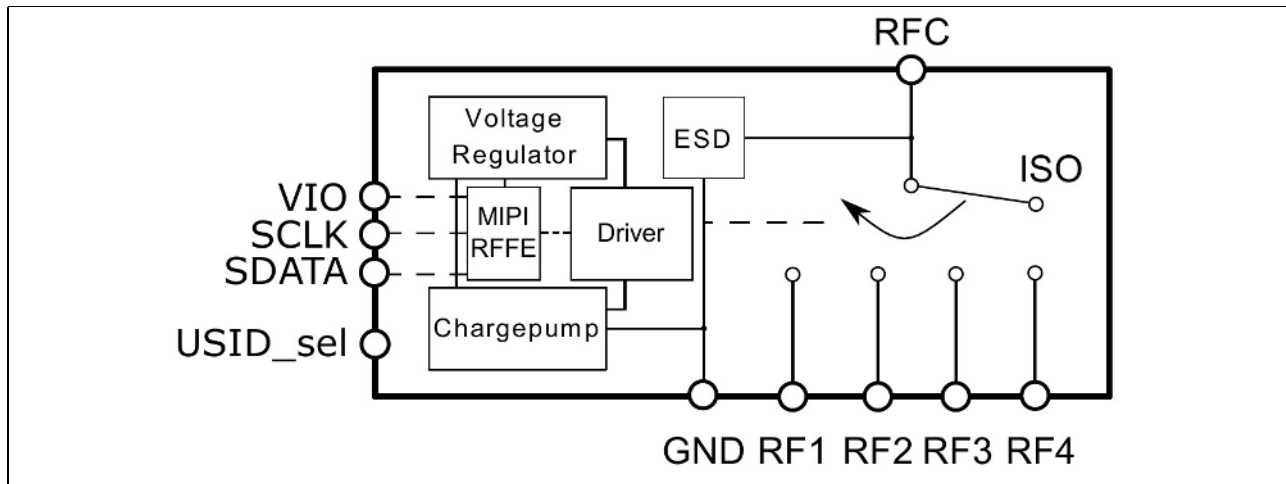 RFC
Voltage
Regulator
ESD
ISO
VIO
MIPI
SCLK
RFFE
Driver
SDATA
Chargepump
USID_sel
GND RF1 RF2 RF3 RF4